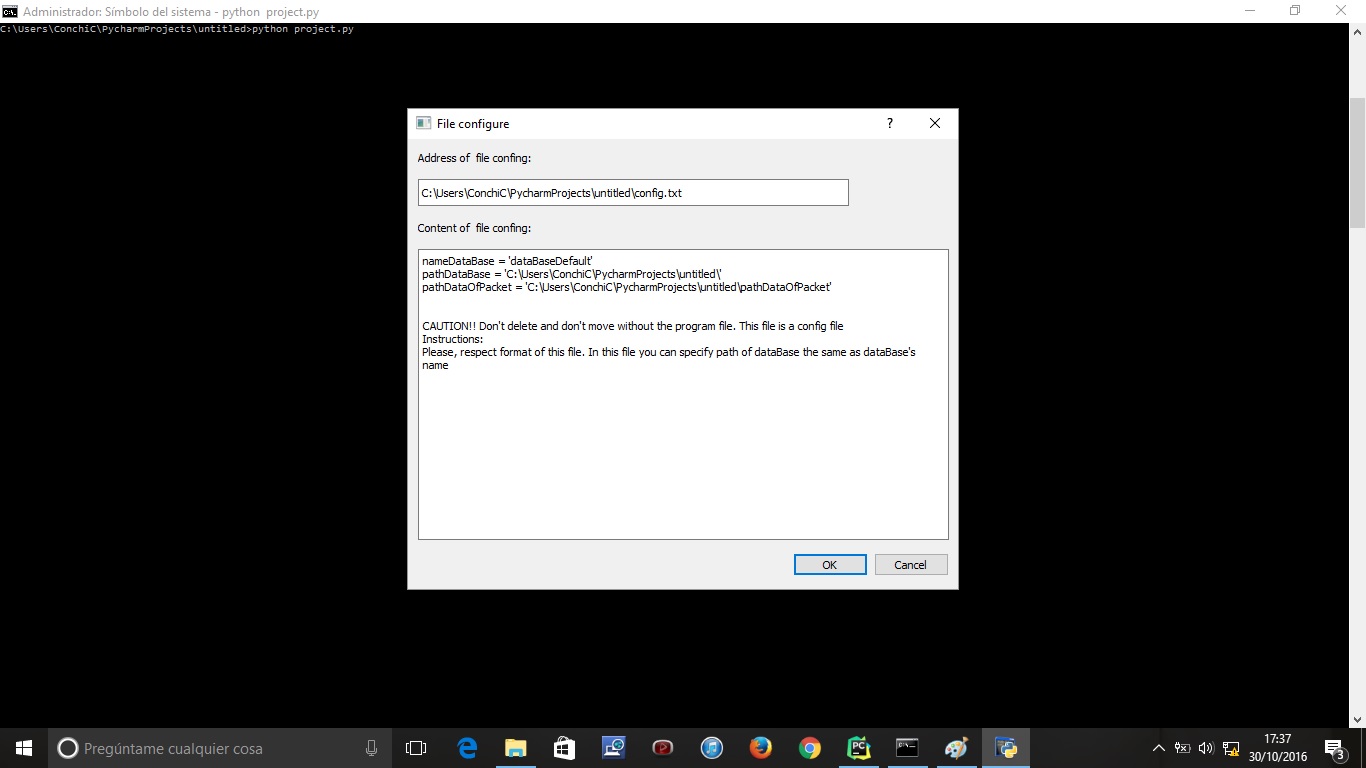 Administrador: Símbolo del sistema - python  project.py
C:\Users\ConchiC\PycharmProjects\untitled>python project.py
File configure
Address of  file confing:
C:\Users\ConchiC\PycharmProjects\untitled\config.txt
Content of  file confing:
nameDataBase = 'dataBaseDefault'
pathDataBase = 'C:\Users\ConchiC\PycharmProjects\untitled\'
pathDataOfPacket = 'C:\Users\ConchiC\PycharmProjects\untitled\pathDataOfPacket'
CAUTION!! Don't delete and don't move without the program file. This file is a config file
Instructions:
Please, respect format of this file. In this file you can specify path of dataBase the same as dataBase's
name
OK Cancel
Pregúntame cualquier cosa
17:37
30/10/2016
3